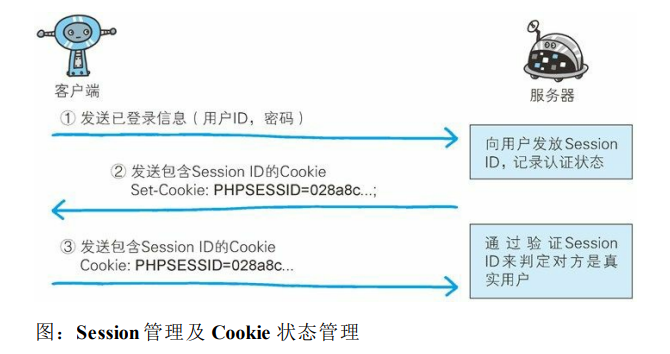 客户端
服务器
① 发送已登录信息（用户ID，密码）
向用户发放Session
ID，记录认证状态
② 发送包含Session ID的Cookie
Set-Cookie: PHPSESSID=028a8c...;
③ 发送包含Session ID的Cookie
Cookie: PHPSESSID=028a8c...
通过验证Session
ID来判定对方是真
实用户
图：Session 管理及 Cookie 状态管理